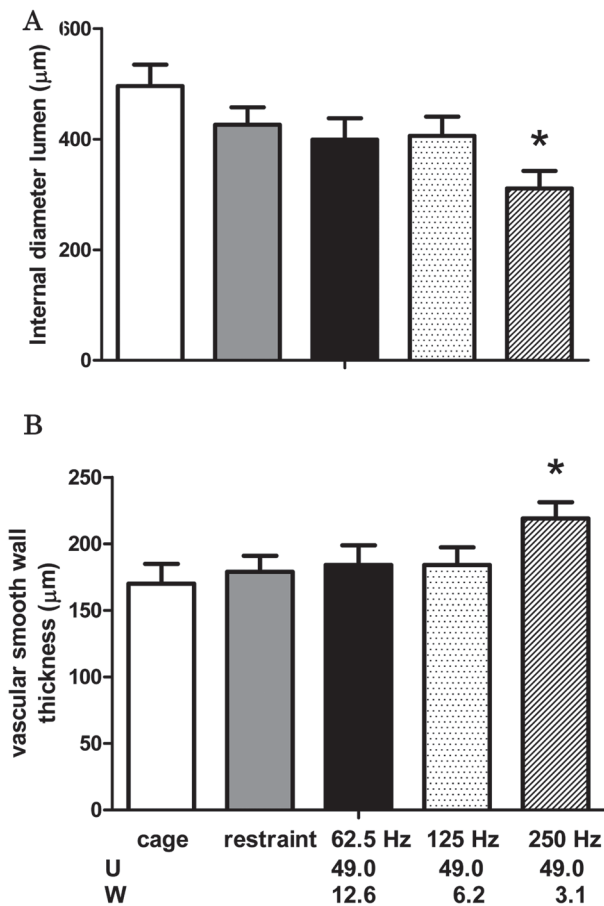 A
Internal diameter lumen (µm)
600
400
200
0
*
B
vascular smooth wall
thickness (µm)
250
200
150
100
50
0
*
cage restraint 62.5 Hz 125 Hz 250 Hz
U 49.0 49.0 49.0
W 12.6 6.2 3.1